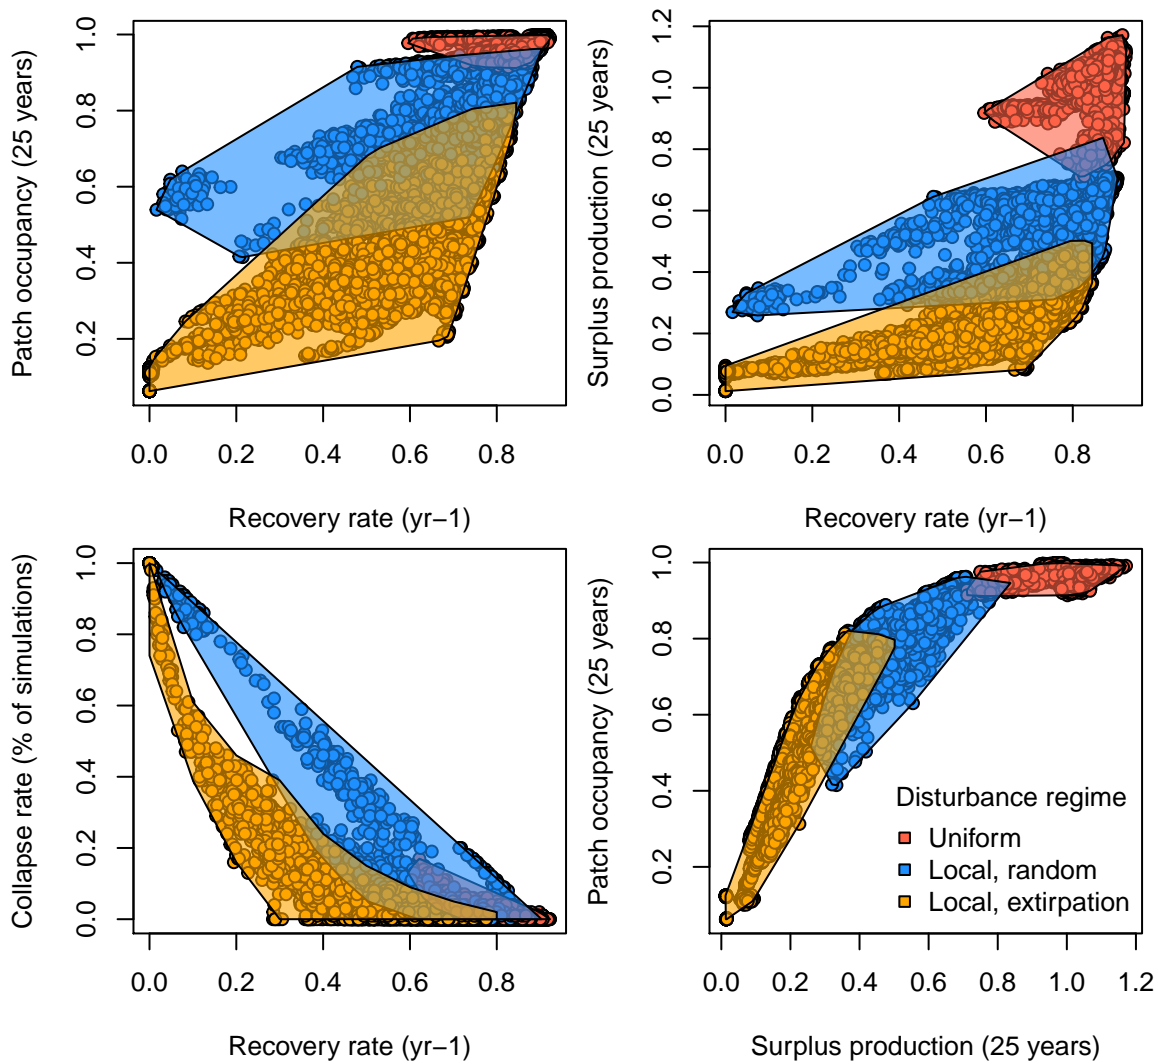 Patch occupancy (25 years)
0.2 0.4 0.6 0.8 1.0
0.0 0.2 0.4 0.6 0.8
Recovery rate (yr−1)
Surplus production (25 years)
0.0 0.2 0.4 0.6 0.8 1.0 1.2
0.0 0.2 0.4 0.6 0.8
Recovery rate (yr−1)
Collapse rate (% of simulations)
0.0 0.2 0.4 0.6 0.8 1.0
0.0 0.2 0.4 0.6 0.8
Recovery rate (yr−1)
Patch occupancy (25 years)
0.2 0.4 0.6 0.8 1.0
Disturbance regime
Uniform
Local, random
Local, extirpation
0.0 0.2 0.4 0.6 0.8 1.0 1.2
Surplus production (25 years)